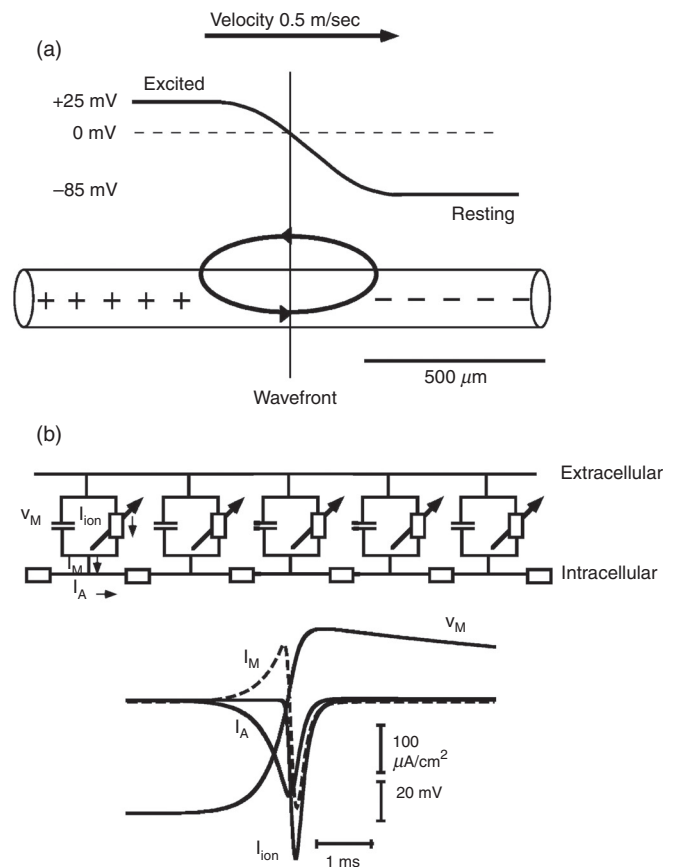 Velocity 0.5 m/sec
(a)
Excited
+25 mV
0 mV
−85 mV
Resting
+ + + + +
− − − − −
500 μm
Wavefront
(b)
Extracellular
v_M
I_ion
I_M
I_A
Intracellular
v_M
I_M
I_A
100
μA/cm²
20 mV
I_ion
1 ms